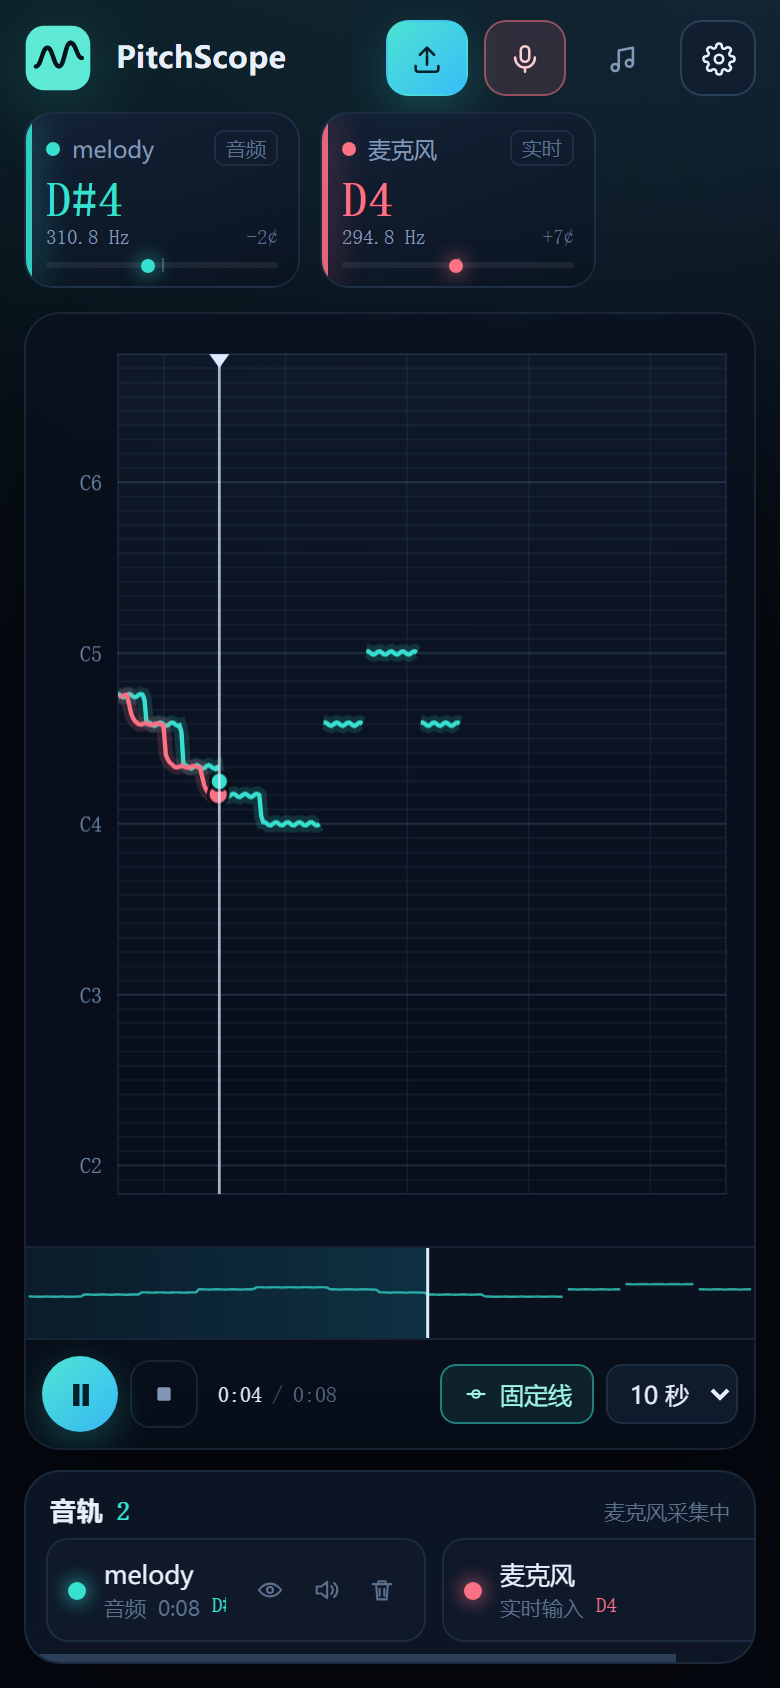 PitchScope
melody 音频
D#4
310.8 Hz -2¢
麦克风 实时
D4
294.8 Hz +7¢
C6
C5
C4
C3
C2
0:04 / 0:08 固定线 10 秒
音轨 2 麦克风采集中
melody
音频 0:08
麦克风
实时输入 D4